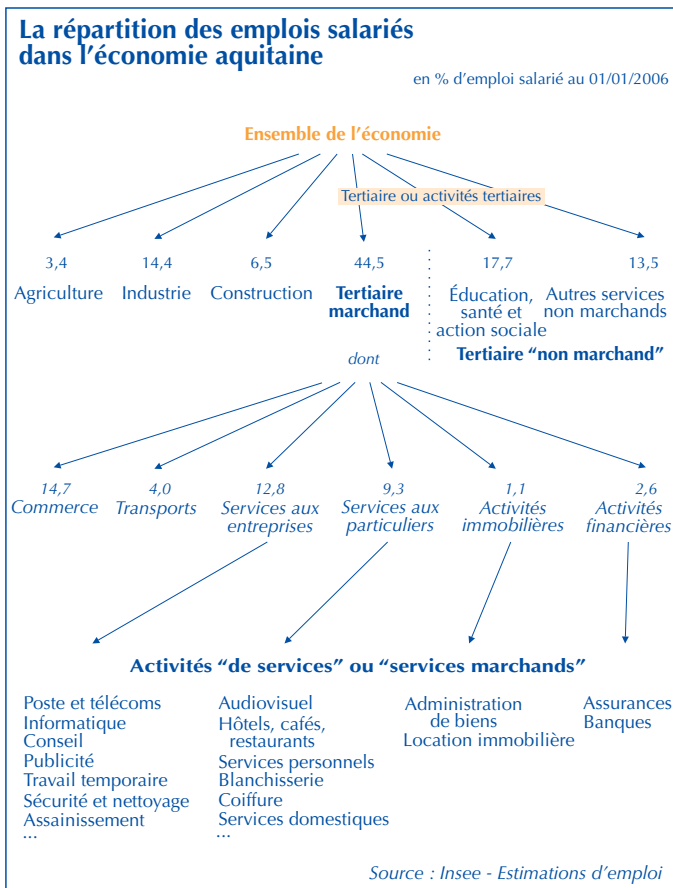 La répartition des emplois salariés
dans l'économie aquitaine
en % d'emploi salarié au 01/01/2006
Ensemble de l'économie
Tertiaire ou activités tertiaires
3,4 14,4 6,5 44,5 17,7 13,5
Agriculture Industrie Construction Tertiaire
marchand
Éducation,
santé et
action sociale
Autres services
non marchands
Tertiaire "non marchand"
dont
14,7 4,0 12,8 9,3 1,1 2,6
Commerce Transports Services aux
entreprises
Services aux
particuliers
Activités
immobilières
Activités
financières
Activités "de services" ou "services marchands"
Poste et télécoms
Informatique
Conseil
Publicité
Travail temporaire
Sécurité et nettoyage
Assainissement
...
Audiovisuel
Hôtels, cafés,
restaurants
Services personnels
Blanchisserie
Coiffure
Services domestiques
...
Administration
de biens
Location immobilière
Assurances
Banques
Source : Insee - Estimations d'emploi